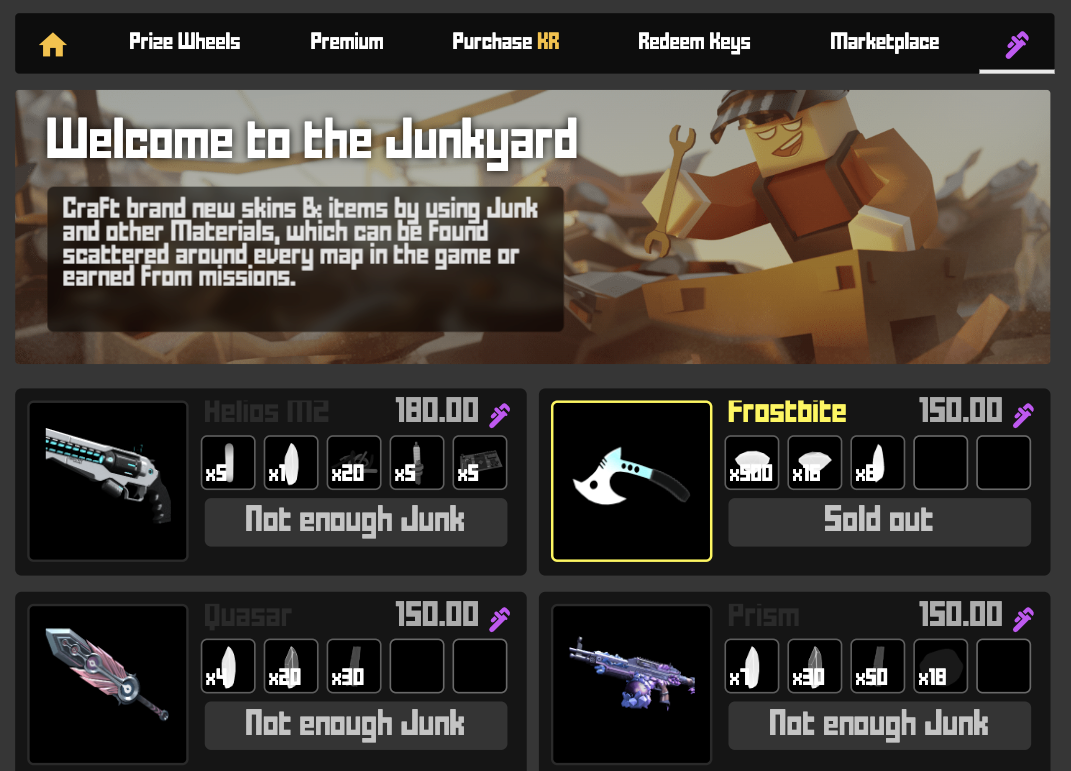 Prize Wheels Premium Purchase KR Redeem Keys Marketplace
Welcome to the Junkyard
Craft brand new skins & items by using Junk
and other Materials, which can be found
scattered around every map in the game or
earned from missions.
Helios M2 180.00
x5 x1 x20 x5 x5
Not enough Junk
Frostbite 150.00
x500 x16 x8
Sold out
Quasar 150.00
x4 x20 x30
Not enough Junk
Prism 150.00
x7 x30 x50 x18
Not enough Junk